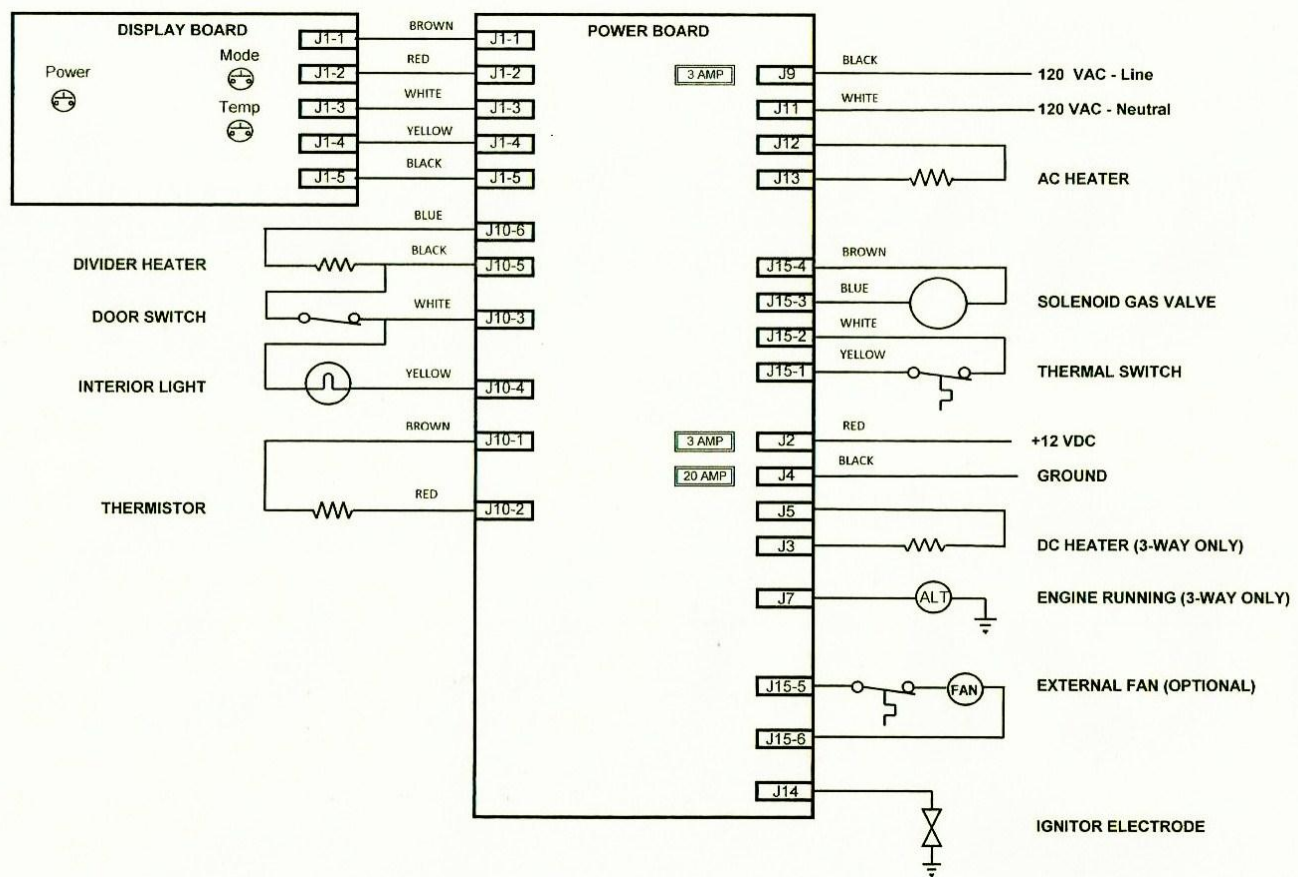 DISPLAY BOARD
Power
Mode
Temp
J1-1
J1-2
J1-3
J1-4
J1-5
BROWN
RED
WHITE
YELLOW
BLACK
POWER BOARD
J1-1
J1-2
J1-3
J1-4
J1-5
BLUE
J10-6
DIVIDER HEATER
BLACK
J10-5
DOOR SWITCH
WHITE
J10-3
INTERIOR LIGHT
YELLOW
J10-4
BROWN
J10-1
THERMISTOR
RED
J10-2
3 AMP
J9
BLACK
120 VAC - Line
J11
WHITE
120 VAC - Neutral
J12
J13
AC HEATER
J15-4
BROWN
J15-3
BLUE
SOLENOID GAS VALVE
J15-2
WHITE
J15-1
YELLOW
THERMAL SWITCH
3 AMP
J2
RED
+12 VDC
20 AMP
J4
BLACK
GROUND
J5
J3
DC HEATER (3-WAY ONLY)
J7
ALT
ENGINE RUNNING (3-WAY ONLY)
J15-5
FAN
EXTERNAL FAN (OPTIONAL)
J15-6
J14
IGNITOR ELECTRODE